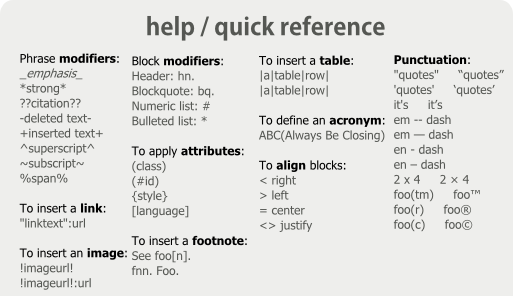 help / quick reference
Phrase modifiers:
_emphasis_
*strong*
??citation??
-deleted text-
+inserted text+
^superscript^
~subscript~
%span%
To insert a link:
"linktext":url
To insert an image:
!imageurl!
!imageurl!:url
Block modifiers:
Header: hn.
Blockquote: bq.
Numeric list: #
Bulleted list: *
To apply attributes:
(class)
(#id)
{style}
[language]
To insert a footnote:
See foo[n].
fnn. Foo.
To insert a table:
|a|table|row|
|a|table|row|
To define an acronym:
ABC(Always Be Closing)
To align blocks:
< right
> left
= center
<> justify
Punctuation:
"quotes" “quotes”
'quotes' ‘quotes’
it's it’s
em -- dash
em — dash
en - dash
en – dash
2 x 4 2 × 4
foo(tm) foo™
foo(r) foo®
foo(c) foo©